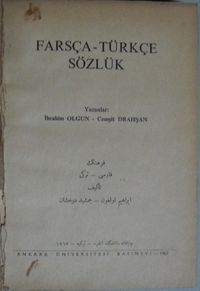 FARSÇA-TÜRKÇE
SÖZLÜK
Yazanlar:
İbrahim OLGUN - Cemşit DRAHŞAN
فرهنگ
فارسی - ترکی
تألیف
ابراهیم اولغون - جمشید درخشان
ANKARA ÜNİVERSİTESİ BASIMEVİ - 1967